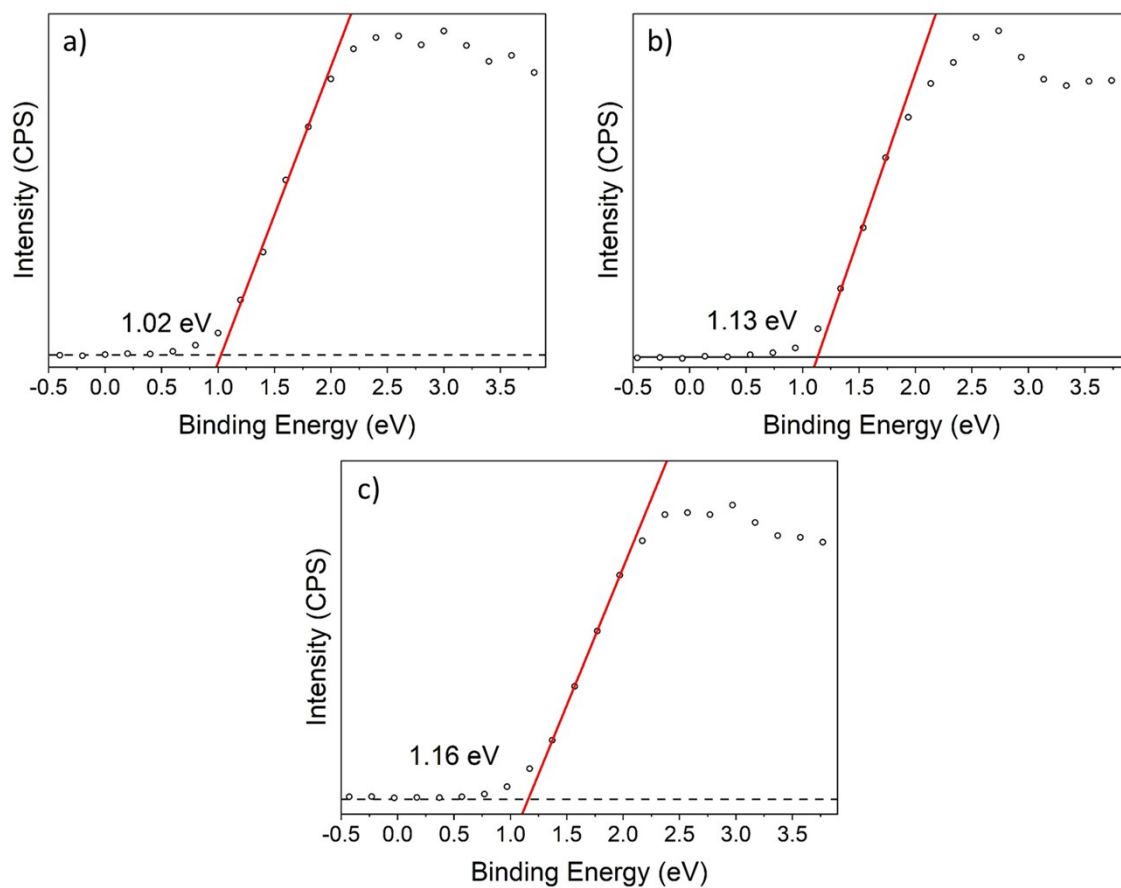 a)
Intensity (CPS)
1.02 eV
-0.5 0.0 0.5 1.0 1.5 2.0 2.5 3.0 3.5
Binding Energy (eV)
b)
Intensity (CPS)
1.13 eV
-0.5 0.0 0.5 1.0 1.5 2.0 2.5 3.0 3.5
Binding Energy (eV)
c)
Intensity (CPS)
1.16 eV
-0.5 0.0 0.5 1.0 1.5 2.0 2.5 3.0 3.5
Binding Energy (eV)